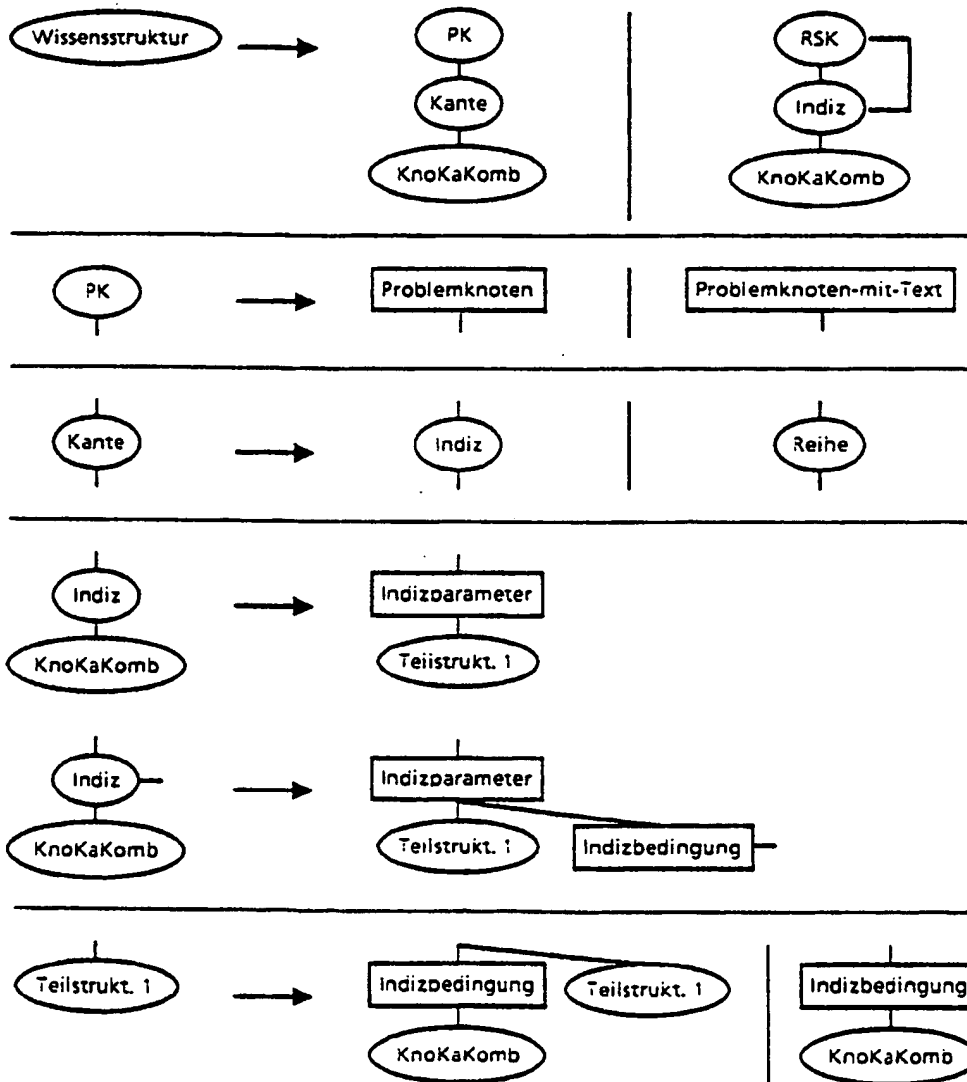 Wissensstruktur
PK
RSK
Kante
Indiz
KnoKaKomb
KnoKaKomb
PK
Problemknoten
Problemknoten-mit-Text
Kante
Indiz
Reihe
Indiz
Indizparameter
KnoKaKomb
Teilstrukt. 1
Indiz
Indizparameter
KnoKaKomb
Teilstrukt. 1
Indizbedingung
Teilstrukt. 1
Indizbedingung
Teilstrukt. 1
Indizbedingung
KnoKaKomb
KnoKaKomb